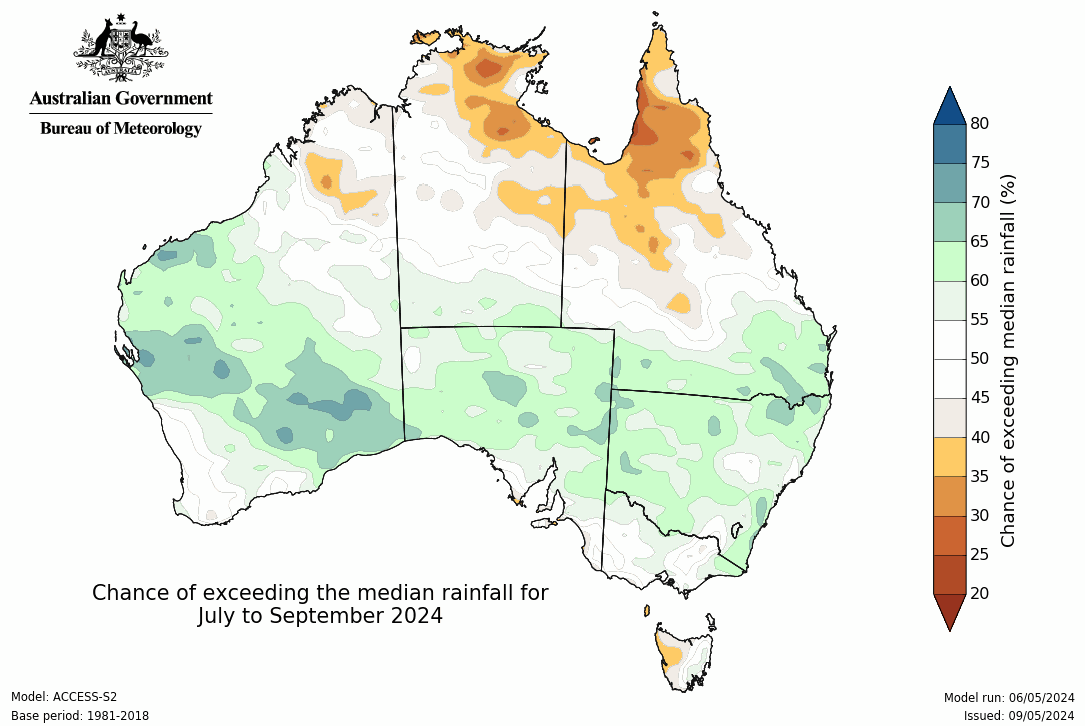 Australian Government
Bureau of Meteorology
80
75
70
65
60
55
50
45
40
35
30
25
20
Chance of exceeding median rainfall (%)
Chance of exceeding the median rainfall for
July to September 2024
Model: ACCESS-S2
Base period: 1981-2018
Model run: 06/05/2024
Issued: 09/05/2024